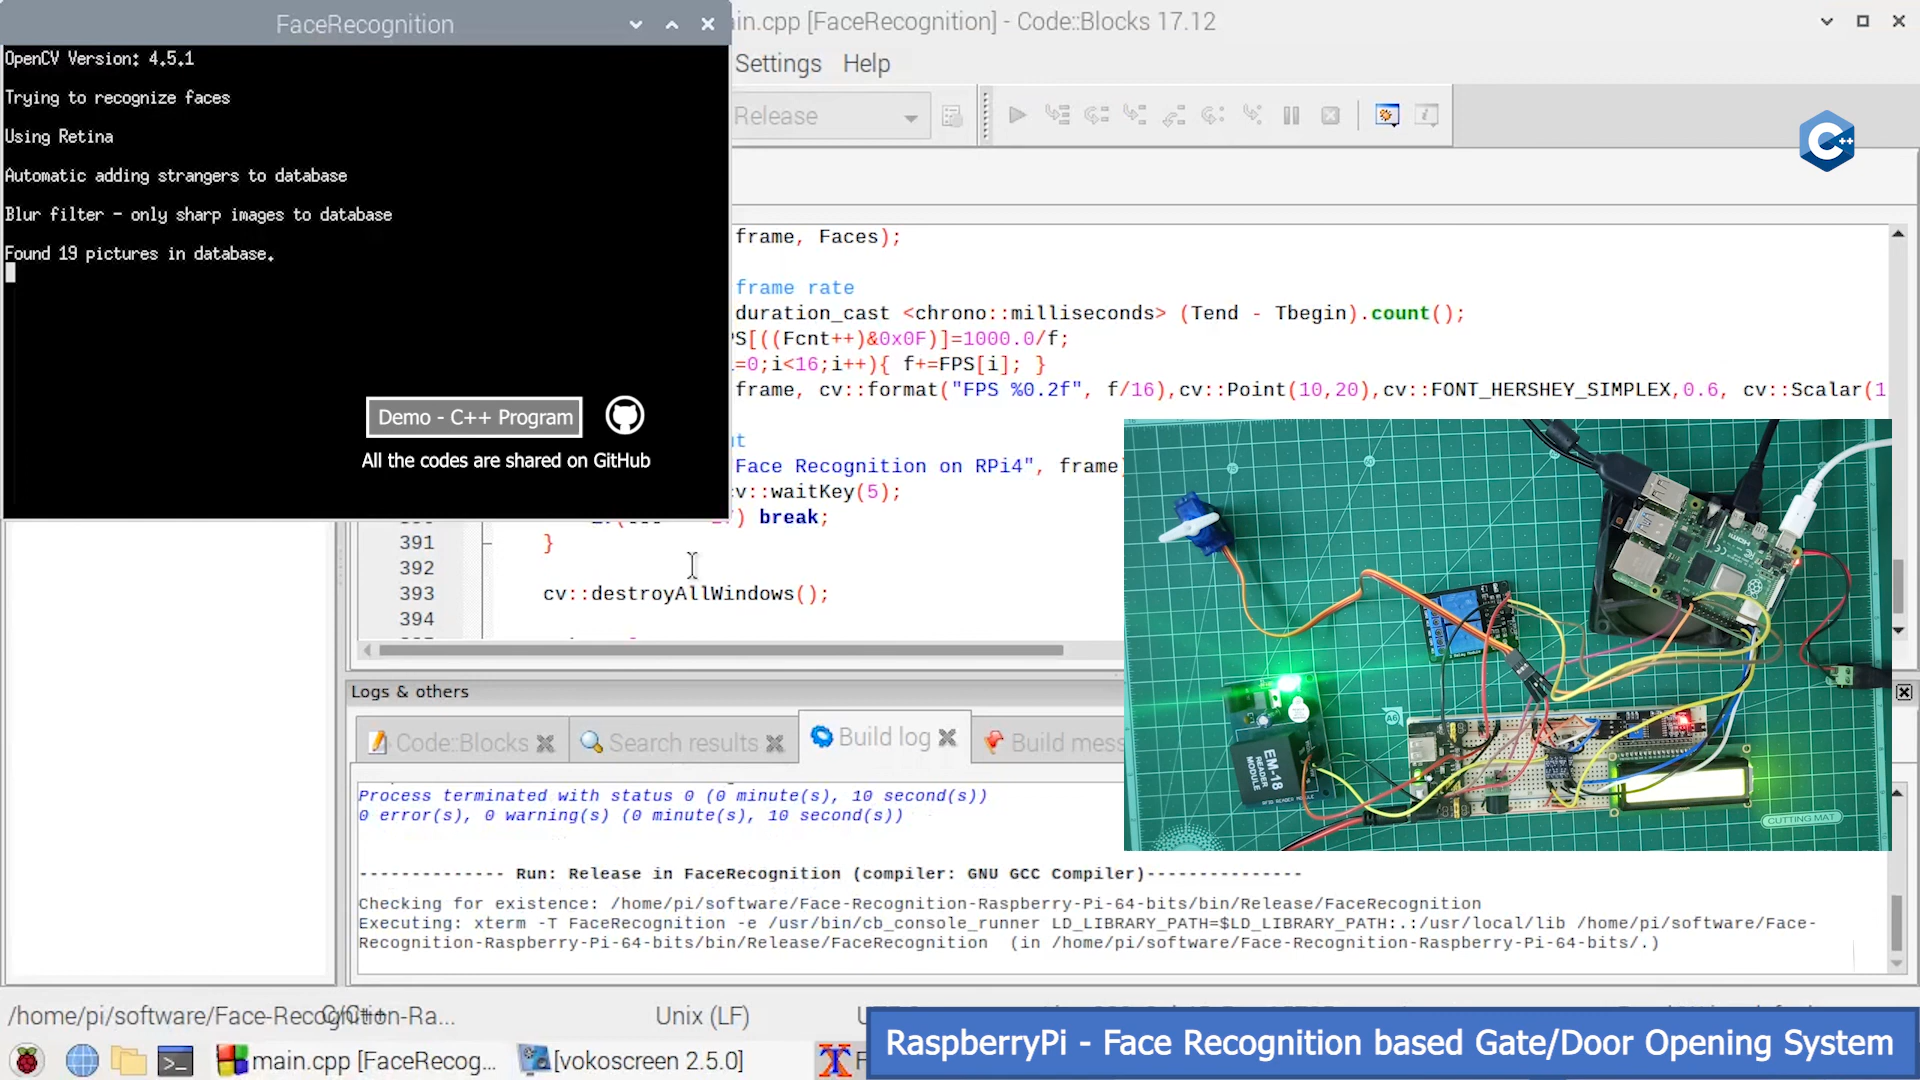 FaceRecognition
main.cpp [FaceRecognition] - Code::Blocks 17.12
OpenCV Version: 4.5.1
Trying to recognize faces
Using Retina
Automatic adding strangers to database
Blur filter - only sharp images to database
Found 19 pictures in database.
Demo - C++ Program
All the codes are shared on GitHub
Settings Help
Release
C++
frame, Faces);
frame rate
duration_cast <chrono::milliseconds> (Tend - Tbegin).count();
PS[((Fcnt++)&0x0F)]=1000.0/f;
=0;i<16;i++){ f+=FPS[i]; }
frame, cv::format("FPS %0.2f", f/16),cv::Point(10,20),cv::FONT_HERSHEY_SIMPLEX,0.6, cv::Scalar(1
Face Recognition on RPi4", frame)
cv::waitKey(5);
break;
391 }
392
393 cv::destroyAllWindows();
394
Logs & others
Code::Blocks
Search results
Build log
Build mess
Process terminated with status 0 (0 minute(s), 10 second(s))
0 error(s), 0 warning(s) (0 minute(s), 10 second(s))
-------------- Run: Release in FaceRecognition (compiler: GNU GCC Compiler)---------------
Checking for existence: /home/pi/software/Face-Recognition-Raspberry-Pi-64-bits/bin/Release/FaceRecognition
Executing: xterm -T FaceRecognition -e /usr/bin/cb_console_runner LD_LIBRARY_PATH=$LD_LIBRARY_PATH:.:/usr/local/lib /home/pi/software/Face-
Recognition-Raspberry-Pi-64-bits/bin/Release/FaceRecognition  (in /home/pi/software/Face-Recognition-Raspberry-Pi-64-bits/.)
EM-18
READER
MODULE
A6
CUTTING MAT
/home/pi/software/Face-Recognition-Ra...
C/C++
Unix (LF)
main.cpp [FaceRecog...
[vokoscreen 2.5.0]
RaspberryPi - Face Recognition based Gate/Door Opening System